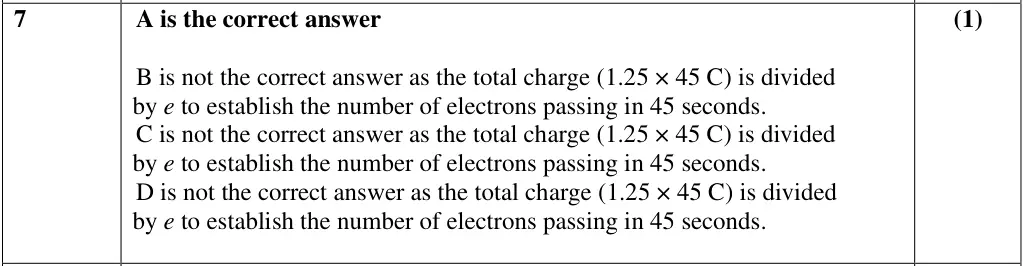 7 A is the correct answer (1)
B is not the correct answer as the total charge (1.25 × 45 C) is divided
by e to establish the number of electrons passing in 45 seconds.
C is not the correct answer as the total charge (1.25 × 45 C) is divided
by e to establish the number of electrons passing in 45 seconds.
D is not the correct answer as the total charge (1.25 × 45 C) is divided
by e to establish the number of electrons passing in 45 seconds.